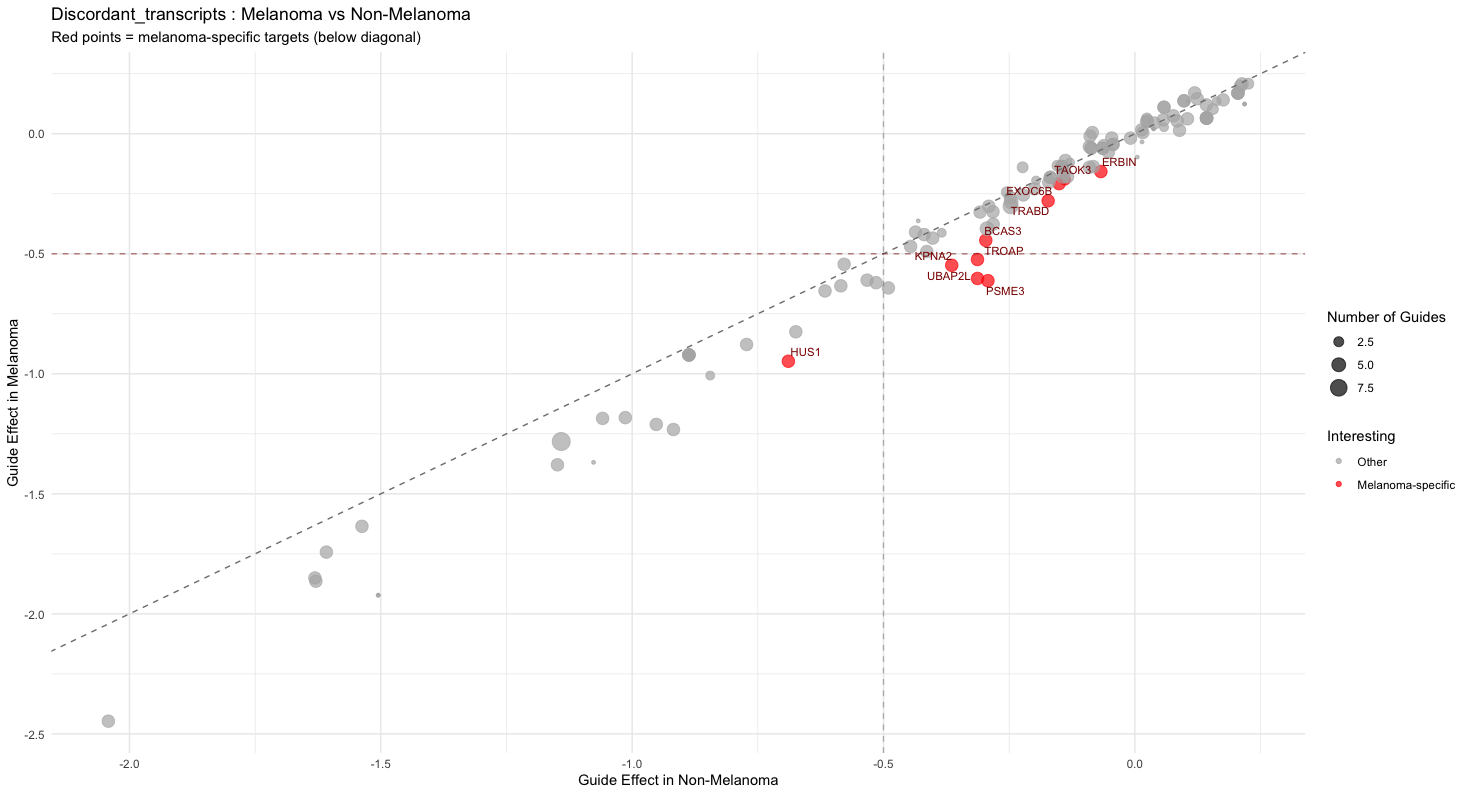 Discordant_transcripts : Melanoma vs Non-Melanoma
Red points = melanoma-specific targets (below diagonal)
Guide Effect in Melanoma
0.0
-0.5
-1.0
-1.5
-2.0
-2.5
TAOK3
ERBIN
EXOC6B
TRABD
BCAS3
TROAP
KPNA2
UBAP2L
PSME3
HUS1
-2.0
-1.5
-1.0
-0.5
0.0
Guide Effect in Non-Melanoma
Number of Guides
2.5
5.0
7.5
Interesting
Other
Melanoma-specific